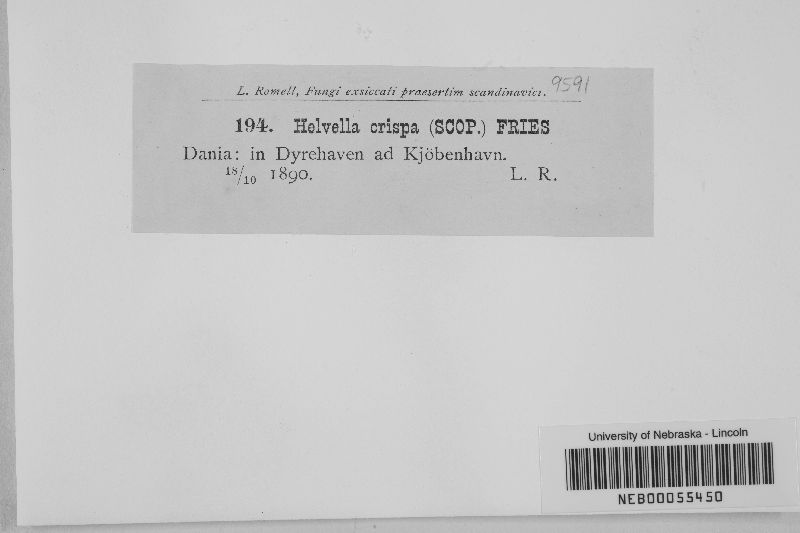 L. Romell, Fungi exsiccati praesertim scandinavici. 9591
194. Helvella crispa (SCOP.) FRIES
Dania: in Dyrehaven ad Kjöbenhavn.
18/10 1890. L. R.
University of Nebraska - Lincoln
NEB00055450